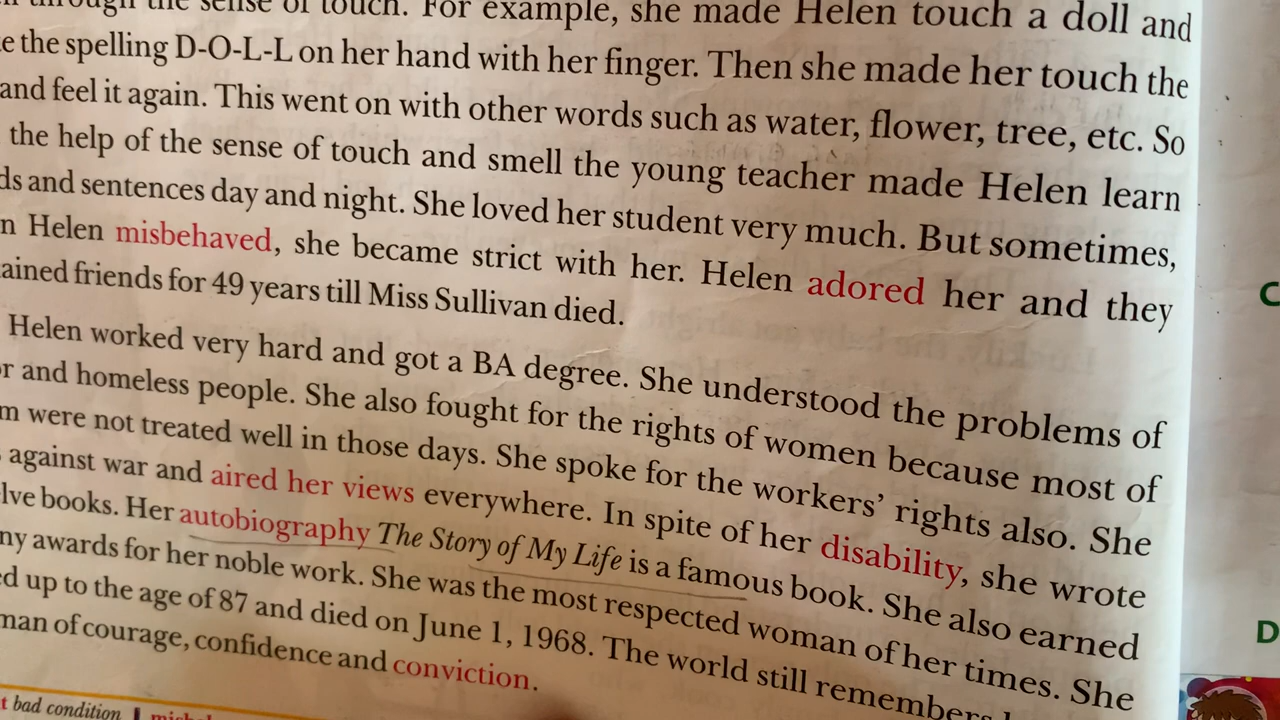 through the sense of touch. For example, she made Helen touch a doll and
e the spelling D-O-L-L on her hand with her finger. Then she made her touch the
and feel it again. This went on with other words such as water, flower, tree, etc. So
the help of the sense of touch and smell the young teacher made Helen learn
ds and sentences day and night. She loved her student very much. But sometimes,
n Helen misbehaved, she became strict with her. Helen adored her and they
ained friends for 49 years till Miss Sullivan died.
Helen worked very hard and got a BA degree. She understood the problems of
r and homeless people. She also fought for the rights of women because most of
m were not treated well in those days. She spoke for the workers' rights also. She
against war and aired her views everywhere. In spite of her disability, she wrote
lve books. Her autobiography The Story of My Life is a famous book. She also earned
ny awards for her noble work. She was the most respected woman of her times. She
ed up to the age of 87 and died on June 1, 1968. The world still remembers
man of courage, confidence and conviction.
t bad condition
C
D